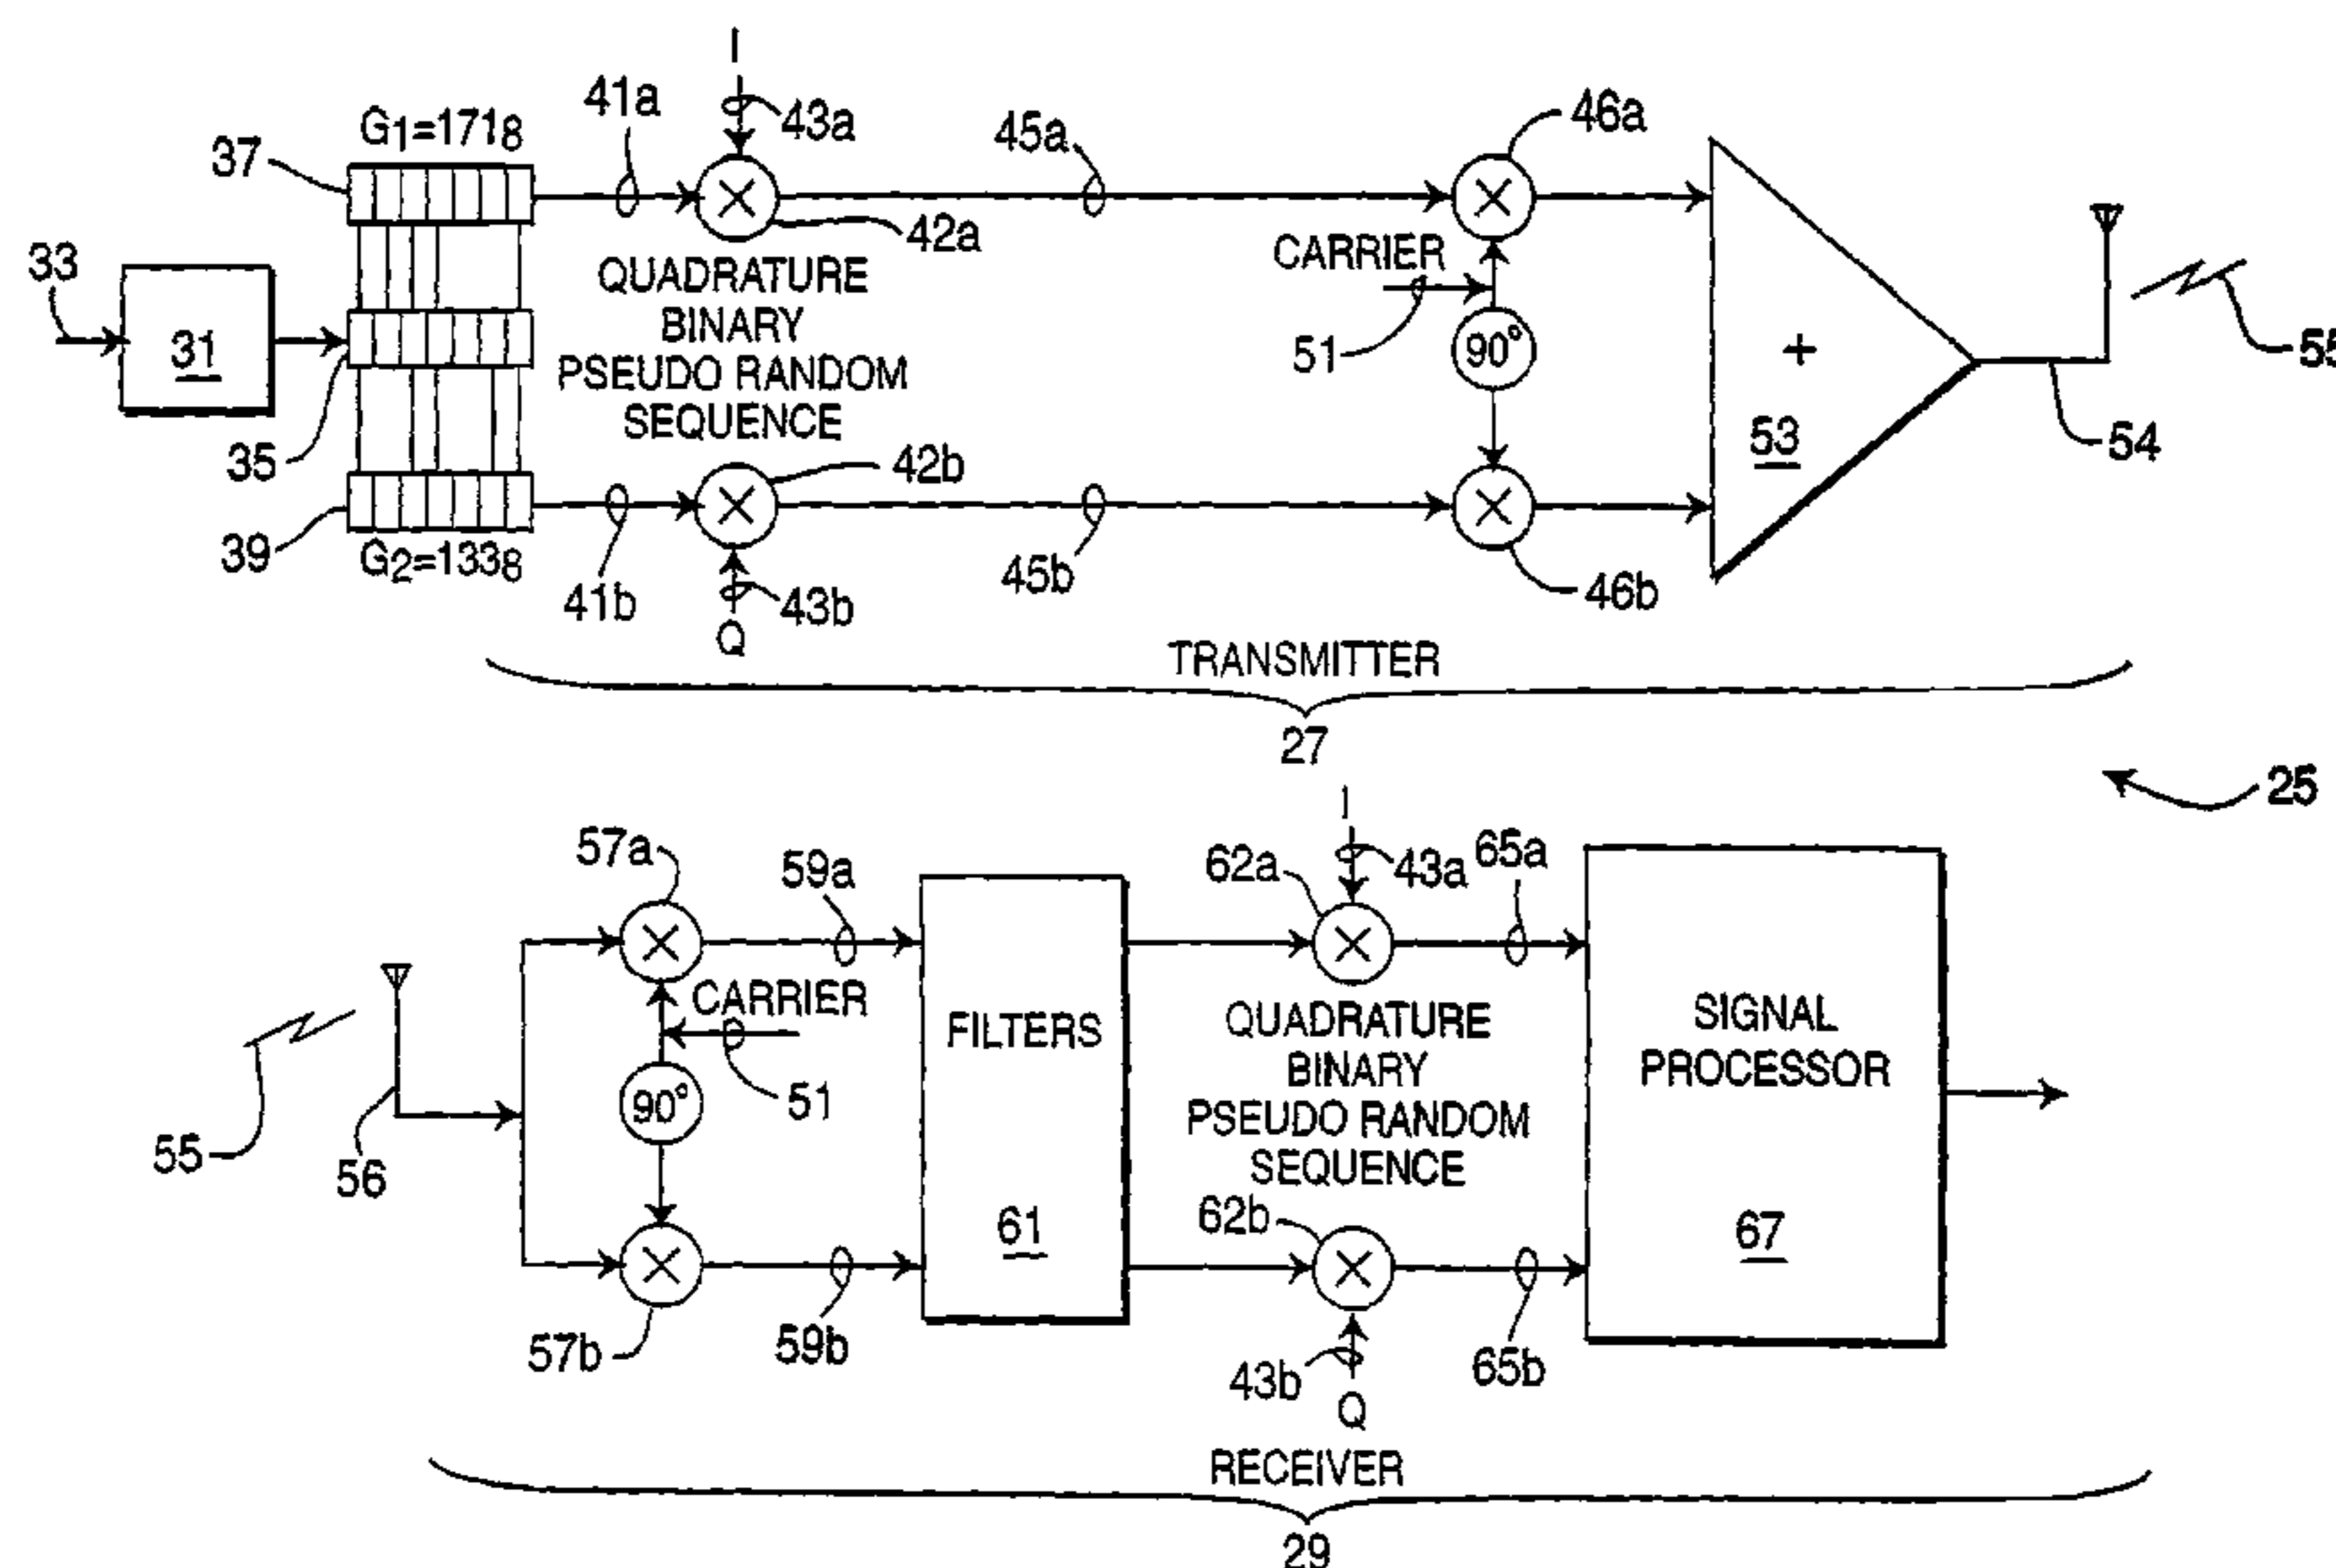 I
41a
43a
45a
46a
G1=1718
37
42a
33
CARRIER
QUADRATURE
BINARY
PSEUDO RANDOM
SEQUENCE
31
51
90°
+
55
35
42b
53
54
39
G2=1338
41b
43b
45b
46b
Q
TRANSMITTER
27
25
I
57a
59a
62a
43a
65a
CARRIER
FILTERS
QUADRATURE
BINARY
PSEUDO RANDOM
SEQUENCE
SIGNAL
PROCESSOR
90°
51
55
56
61
62b
67
57b
59b
43b
65b
Q
RECEIVER
29